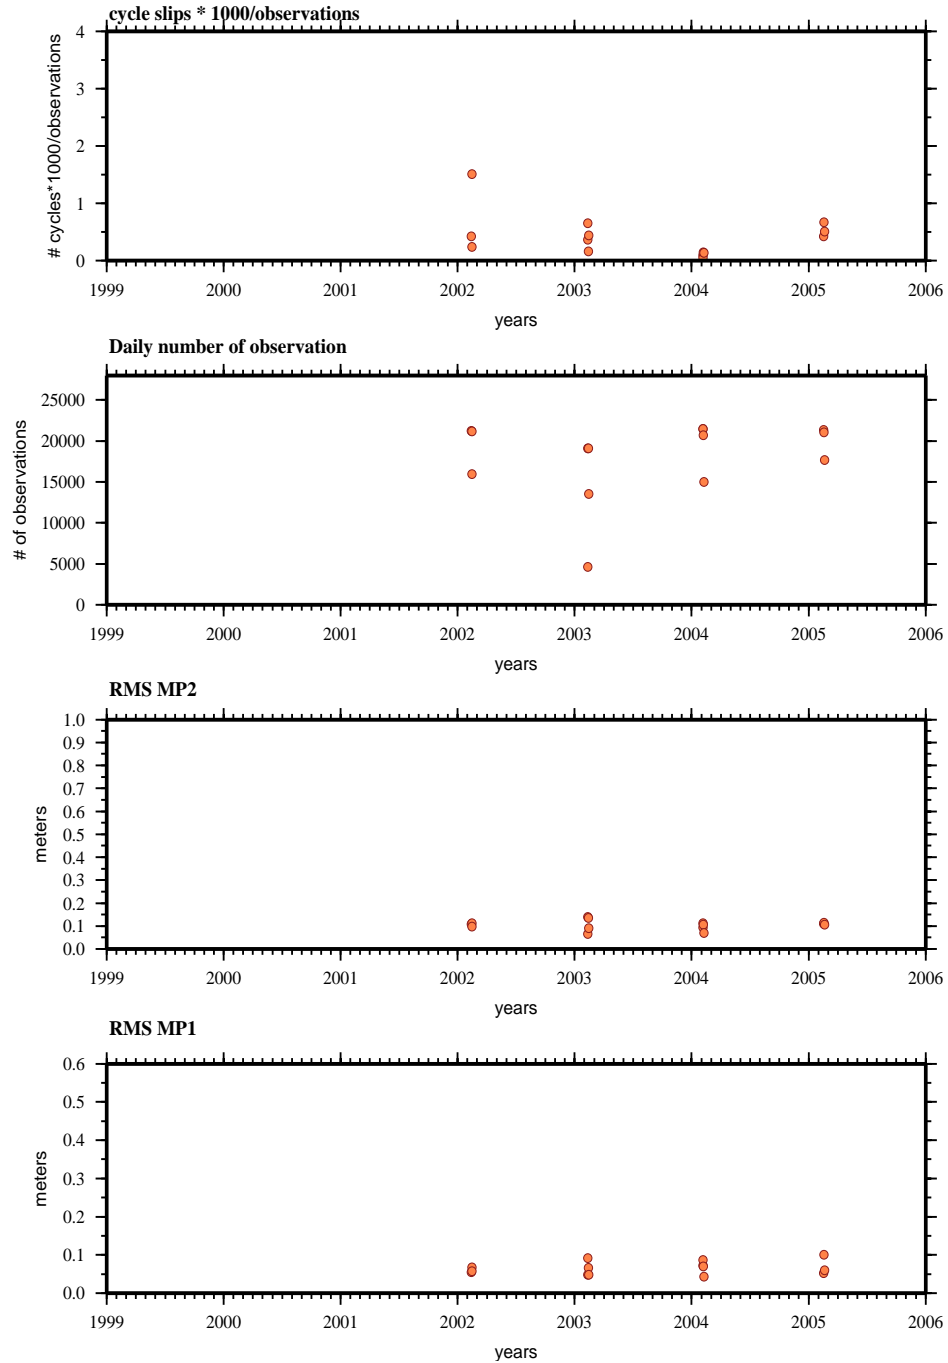 cycle slips * 1000/observations
# cycles*1000/observations
4
3
2
1
0
1999 2000 2001 2002 2003 2004 2005 2006
years
Daily number of observation
# of observations
25000
20000
15000
10000
5000
0
1999 2000 2001 2002 2003 2004 2005 2006
years
RMS MP2
meters
1.0
0.9
0.8
0.7
0.6
0.5
0.4
0.3
0.2
0.1
0.0
1999 2000 2001 2002 2003 2004 2005 2006
years
RMS MP1
meters
0.6
0.5
0.4
0.3
0.2
0.1
0.0
1999 2000 2001 2002 2003 2004 2005 2006
years